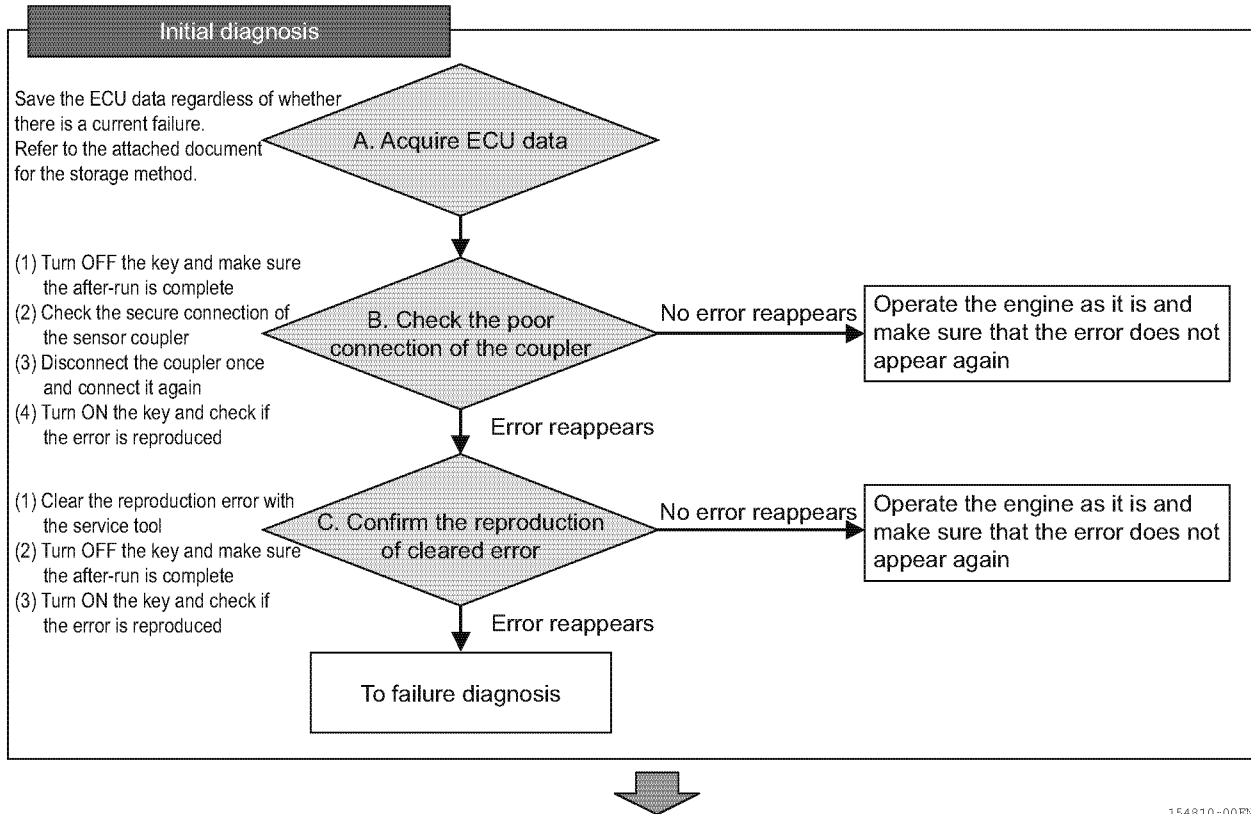 Initial diagnosis
Save the ECU data regardless of whether
there is a current failure.
Refer to the attached document
for the storage method.
A. Acquire ECU data
(1) Turn OFF the key and make sure
the after-run is complete
(2) Check the secure connection of
the sensor coupler
(3) Disconnect the coupler once
and connect it again
(4) Turn ON the key and check if
the error is reproduced
B. Check the poor
connection of the coupler
No error reappears
Operate the engine as it is and
make sure that the error does not
appear again
Error reappears
(1) Clear the reproduction error with
the service tool
(2) Turn OFF the key and make sure
the after-run is complete
(3) Turn ON the key and check if
the error is reproduced
C. Confirm the reproduction
of cleared error
No error reappears
Operate the engine as it is and
make sure that the error does not
appear again
Error reappears
To failure diagnosis
154810-00EN